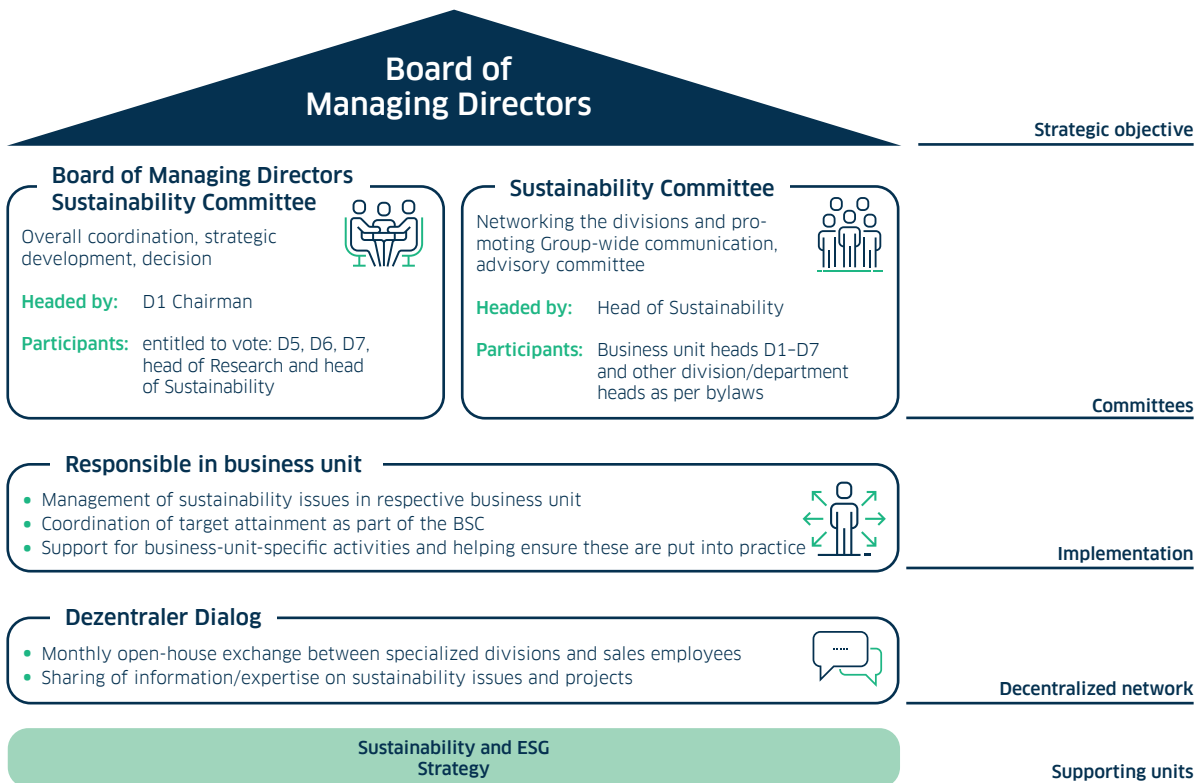 Board of
Managing Directors
Strategic objective
Board of Managing Directors
Sustainability Committee
Overall coordination, strategic
development, decision
Headed by: D1 Chairman
Participants: entitled to vote: D5, D6, D7,
head of Research and head
of Sustainability
Sustainability Committee
Networking the divisions and pro-
moting Group-wide communication,
advisory committee
Headed by: Head of Sustainability
Participants: Business unit heads D1–D7
and other division/department
heads as per bylaws
Committees
Responsible in business unit
• Management of sustainability issues in respective business unit
• Coordination of target attainment as part of the BSC
• Support for business-unit-specific activities and helping ensure these are put into practice
Implementation
Dezentraler Dialog
• Monthly open-house exchange between specialized divisions and sales employees
• Sharing of information/expertise on sustainability issues and projects
Decentralized network
Sustainability and ESG
Strategy
Supporting units